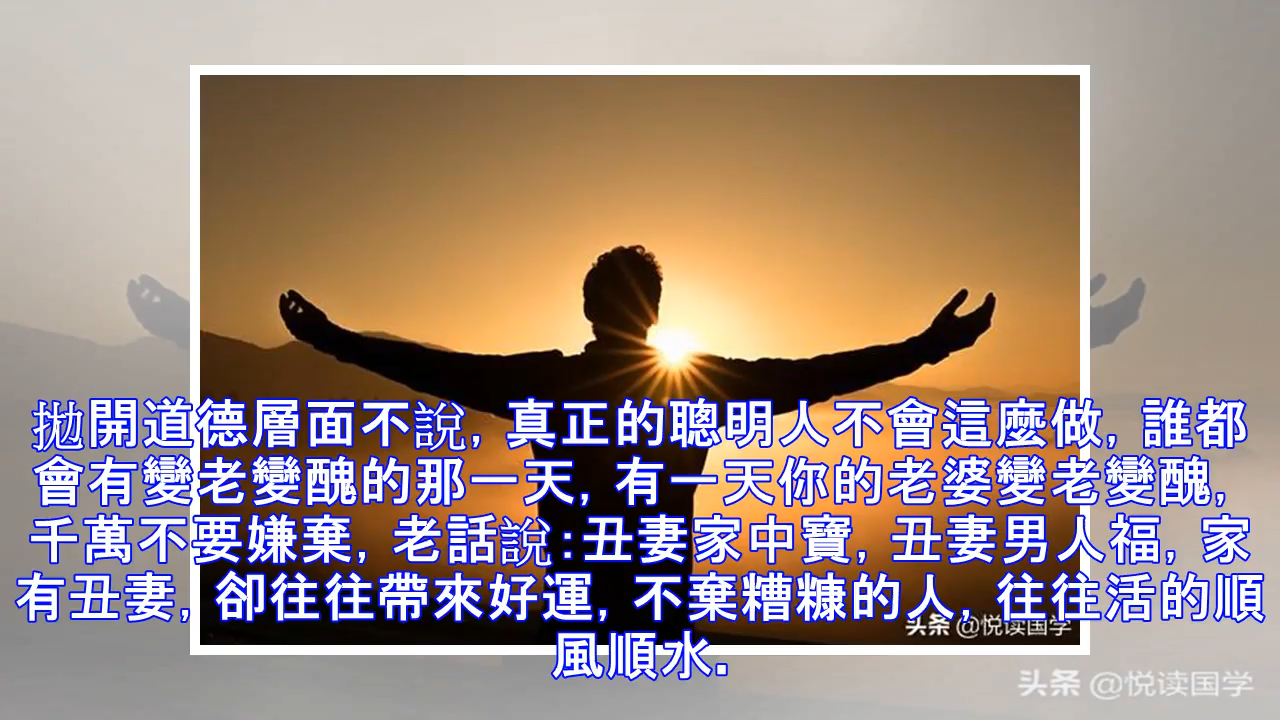 拋開道德層面不說, 真正的聰明人不會這麼做, 誰都
會有變老變醜的那一天, 有一天你的老婆變老變醜,
千萬不要嫌棄, 老話說:丑妻家中寶, 丑妻男人福, 家
有丑妻, 卻往往帶來好運, 不棄糟糠的人, 往往活的順
头条 @悦读国学
風順水.
头条 @悦读国学